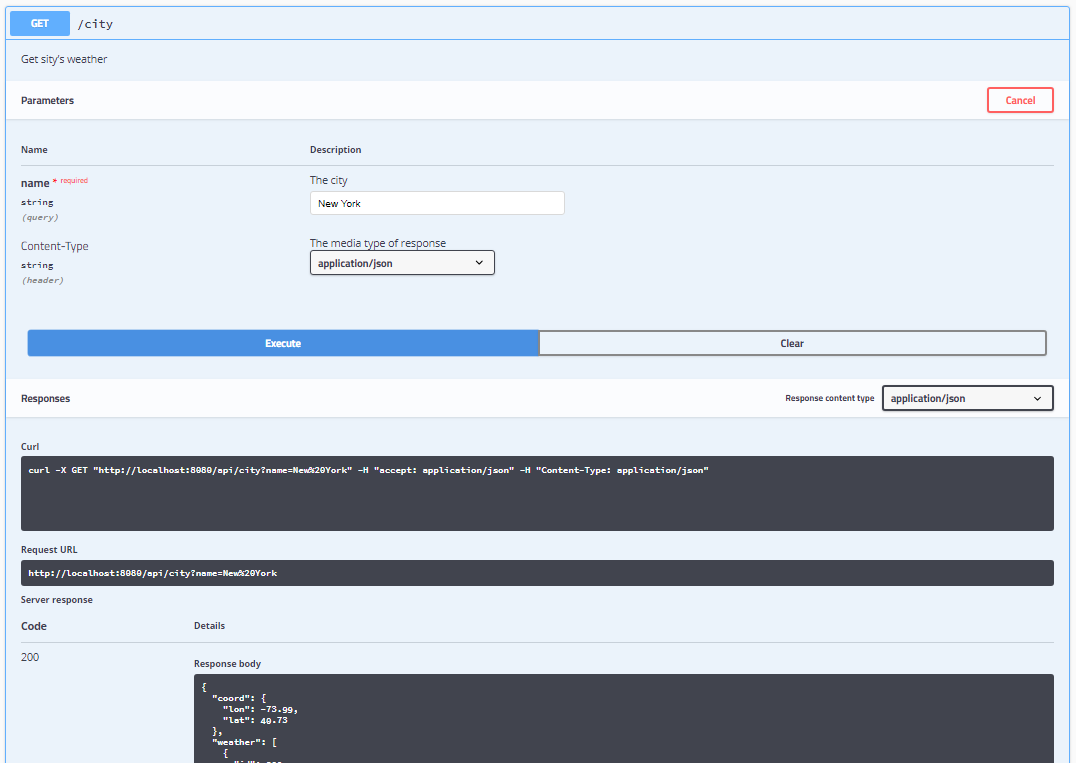 GET /city
Get sity's weather
Parameters
Cancel
Name Description
name * required
The city
string
(query)
New York
Content-Type
The media type of response
string
(header)
application/json
Execute Clear
Responses
Response content type application/json
Curl
curl -X GET "http://localhost:8080/api/city?name=New%20York" -H "accept: application/json" -H "Content-Type: application/json"
Request URL
http://localhost:8080/api/city?name=New%20York
Server response
Code Details
200
Response body
{
"coord": {
"lon": -73.99,
"lat": 40.73
},
"weather": [
{